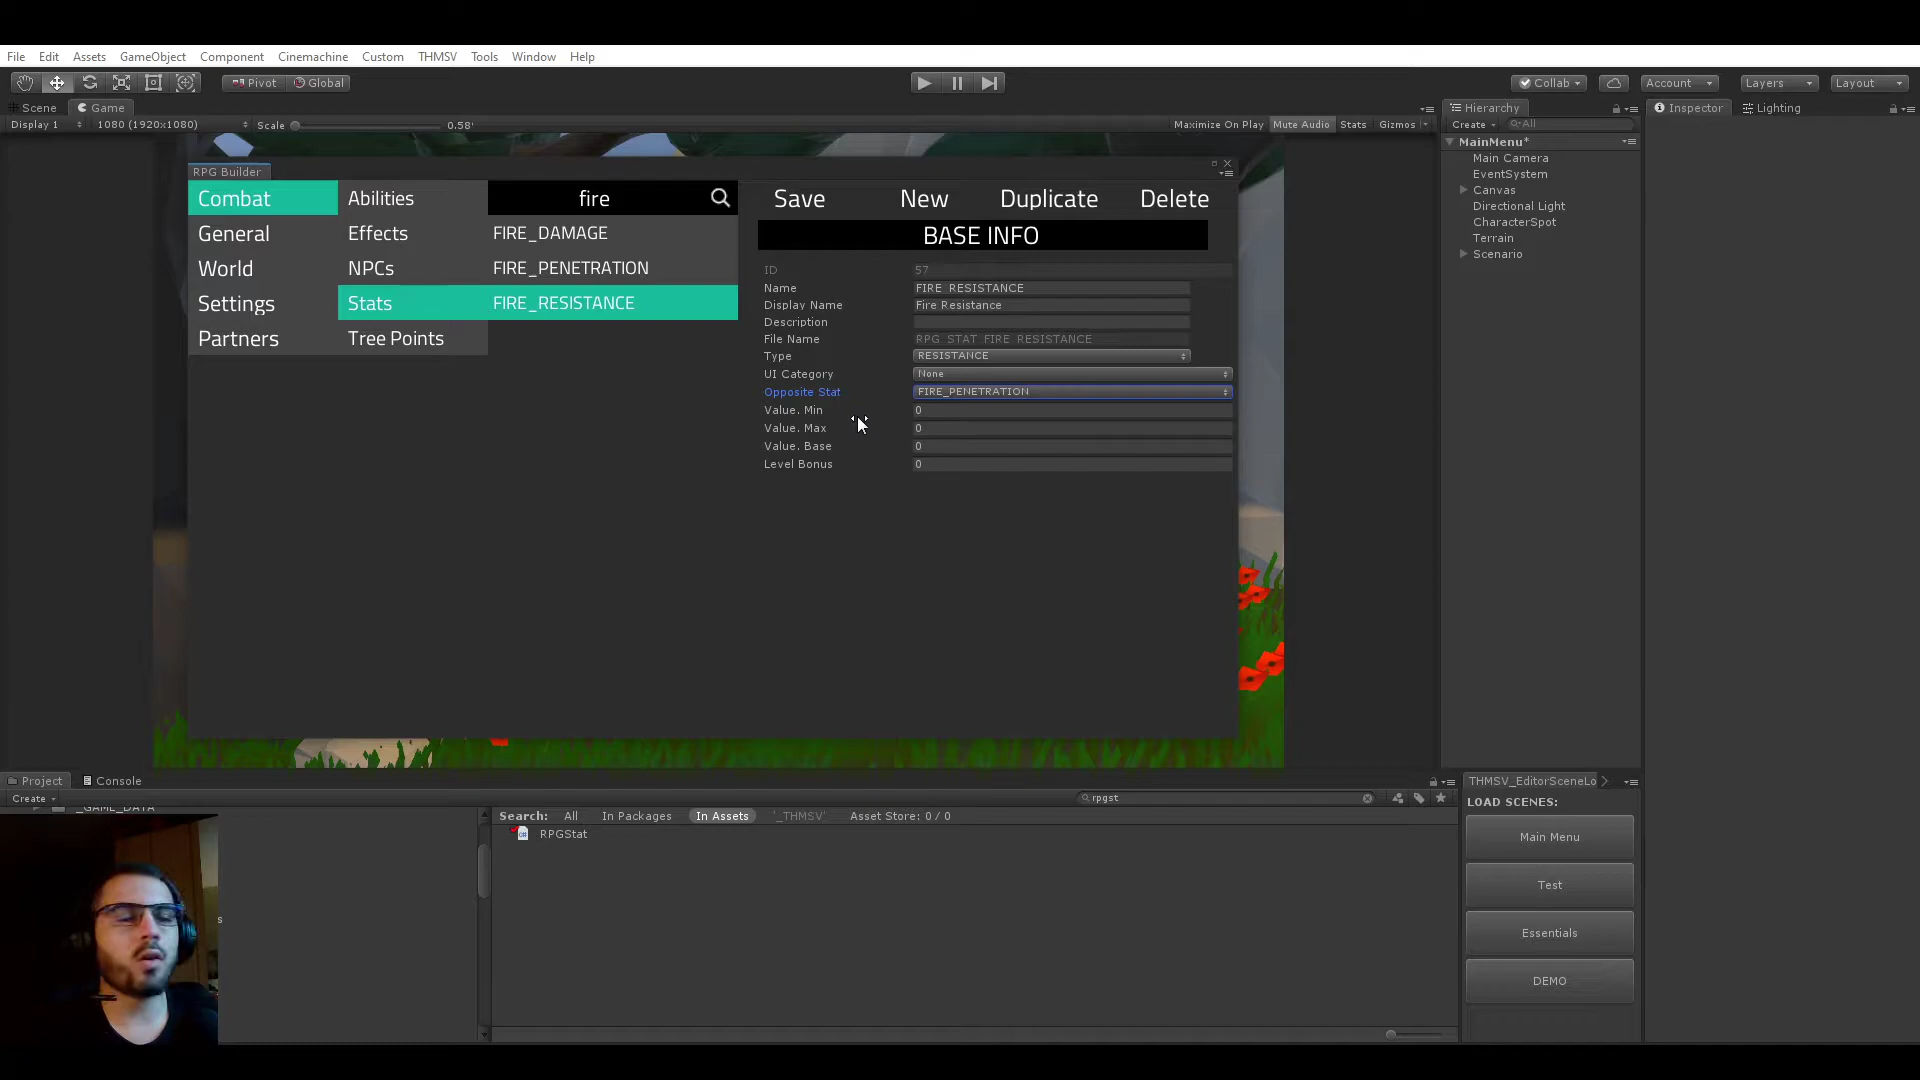 File Edit Assets GameObject Component Cinemachine Custom THMSV Tools Window Help
Pivot Global Collab Account Layers Layout
Scene Game
Display 1 1080 (1920x1080) Scale 0.58 Maximize On Play Mute Audio Stats Gizmos
Hierarchy
Create All
MainMenu*
Main Camera
EventSystem
Canvas
Directional Light
CharacterSpot
Terrain
Scenario
Inspector Lighting
RPG Builder
Combat
General
World
Settings
Partners
Abilities
Effects
NPCs
Stats
Tree Points
fire
FIRE_DAMAGE
FIRE_PENETRATION
FIRE_RESISTANCE
Save New Duplicate Delete
BASE INFO
ID 57
Name FIRE_RESISTANCE
Display Name Fire Resistance
Description
File Name RPG_STAT_FIRE_RESISTANCE
Type RESISTANCE
UI Category None
Opposite Stat FIRE_PENETRATION
Value. Min 0
Value. Max 0
Value. Base 0
Level Bonus 0
Project Console
Create rpgst
_GAME_DATA
Search: All In Packages In Assets '_THMSV' Asset Store: 0 / 0
RPGStat
THMSV_EditorSceneLo
LOAD SCENES:
Main Menu
Test
Essentials
DEMO